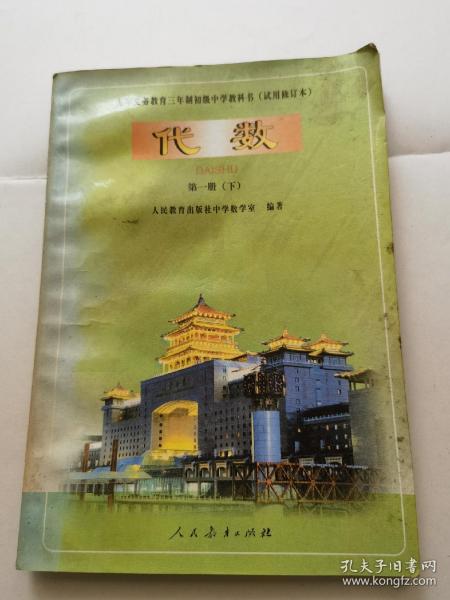 义务教育三年制初级中学教科书（试用修订本）
代数
DAISHU
第一册（下）
人民教育出版社中学数学室 编著
人民教育出版社
孔夫子旧书网
www.kongfz.com